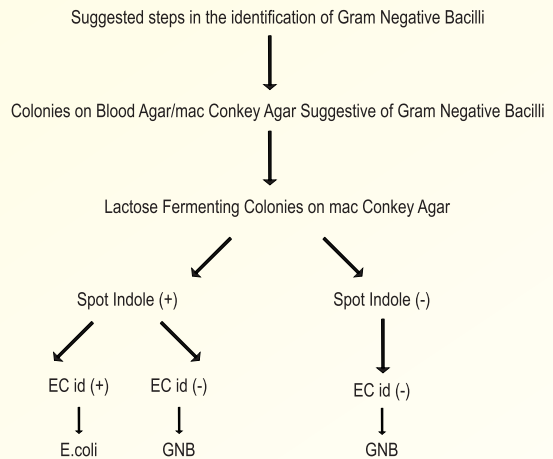 Suggested steps in the identification of Gram Negative Bacilli
Colonies on Blood Agar/mac Conkey Agar Suggestive of Gram Negative Bacilli
Lactose Fermenting Colonies on mac Conkey Agar
Spot Indole (+)
Spot Indole (-)
EC id (+)
EC id (-)
EC id (-)
E.coli
GNB
GNB